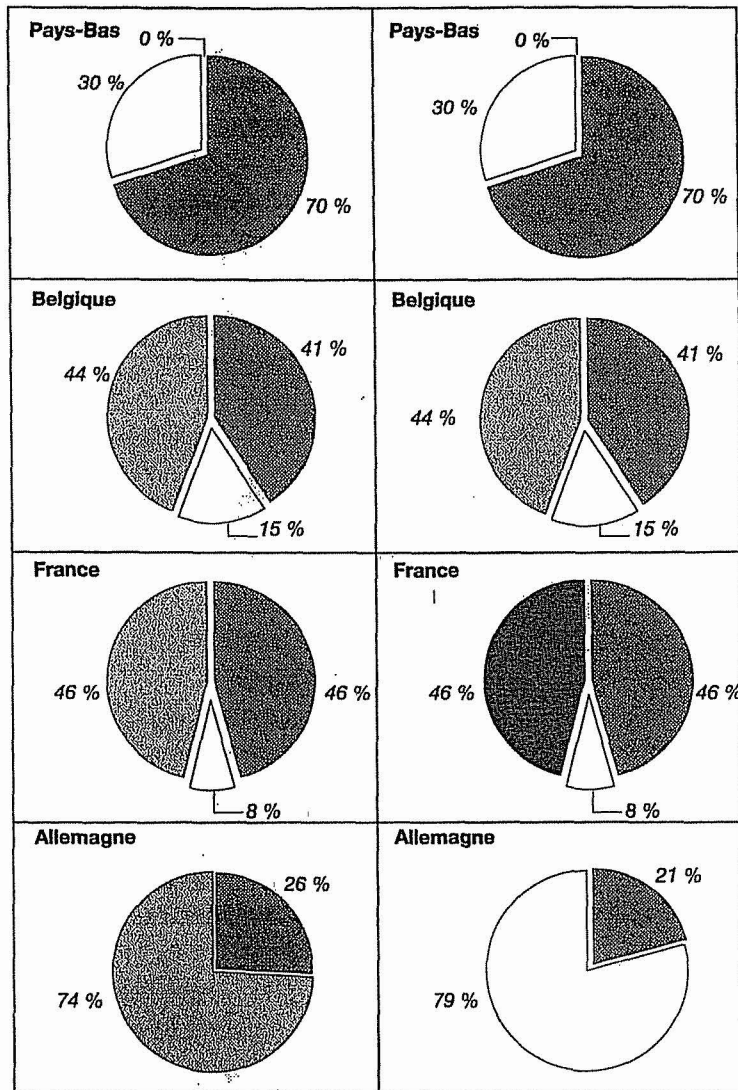 Pays-Bas
0 %
30 %
70 %
Pays-Bas
0 %
30 %
70 %
Belgique
44 %
41 %
15 %
Belgique
44 %
41 %
15 %
France
46 %
46 %
8 %
France
46 %
46 %
8 %
Allemagne
26 %
74 %
Allemagne
21 %
79 %